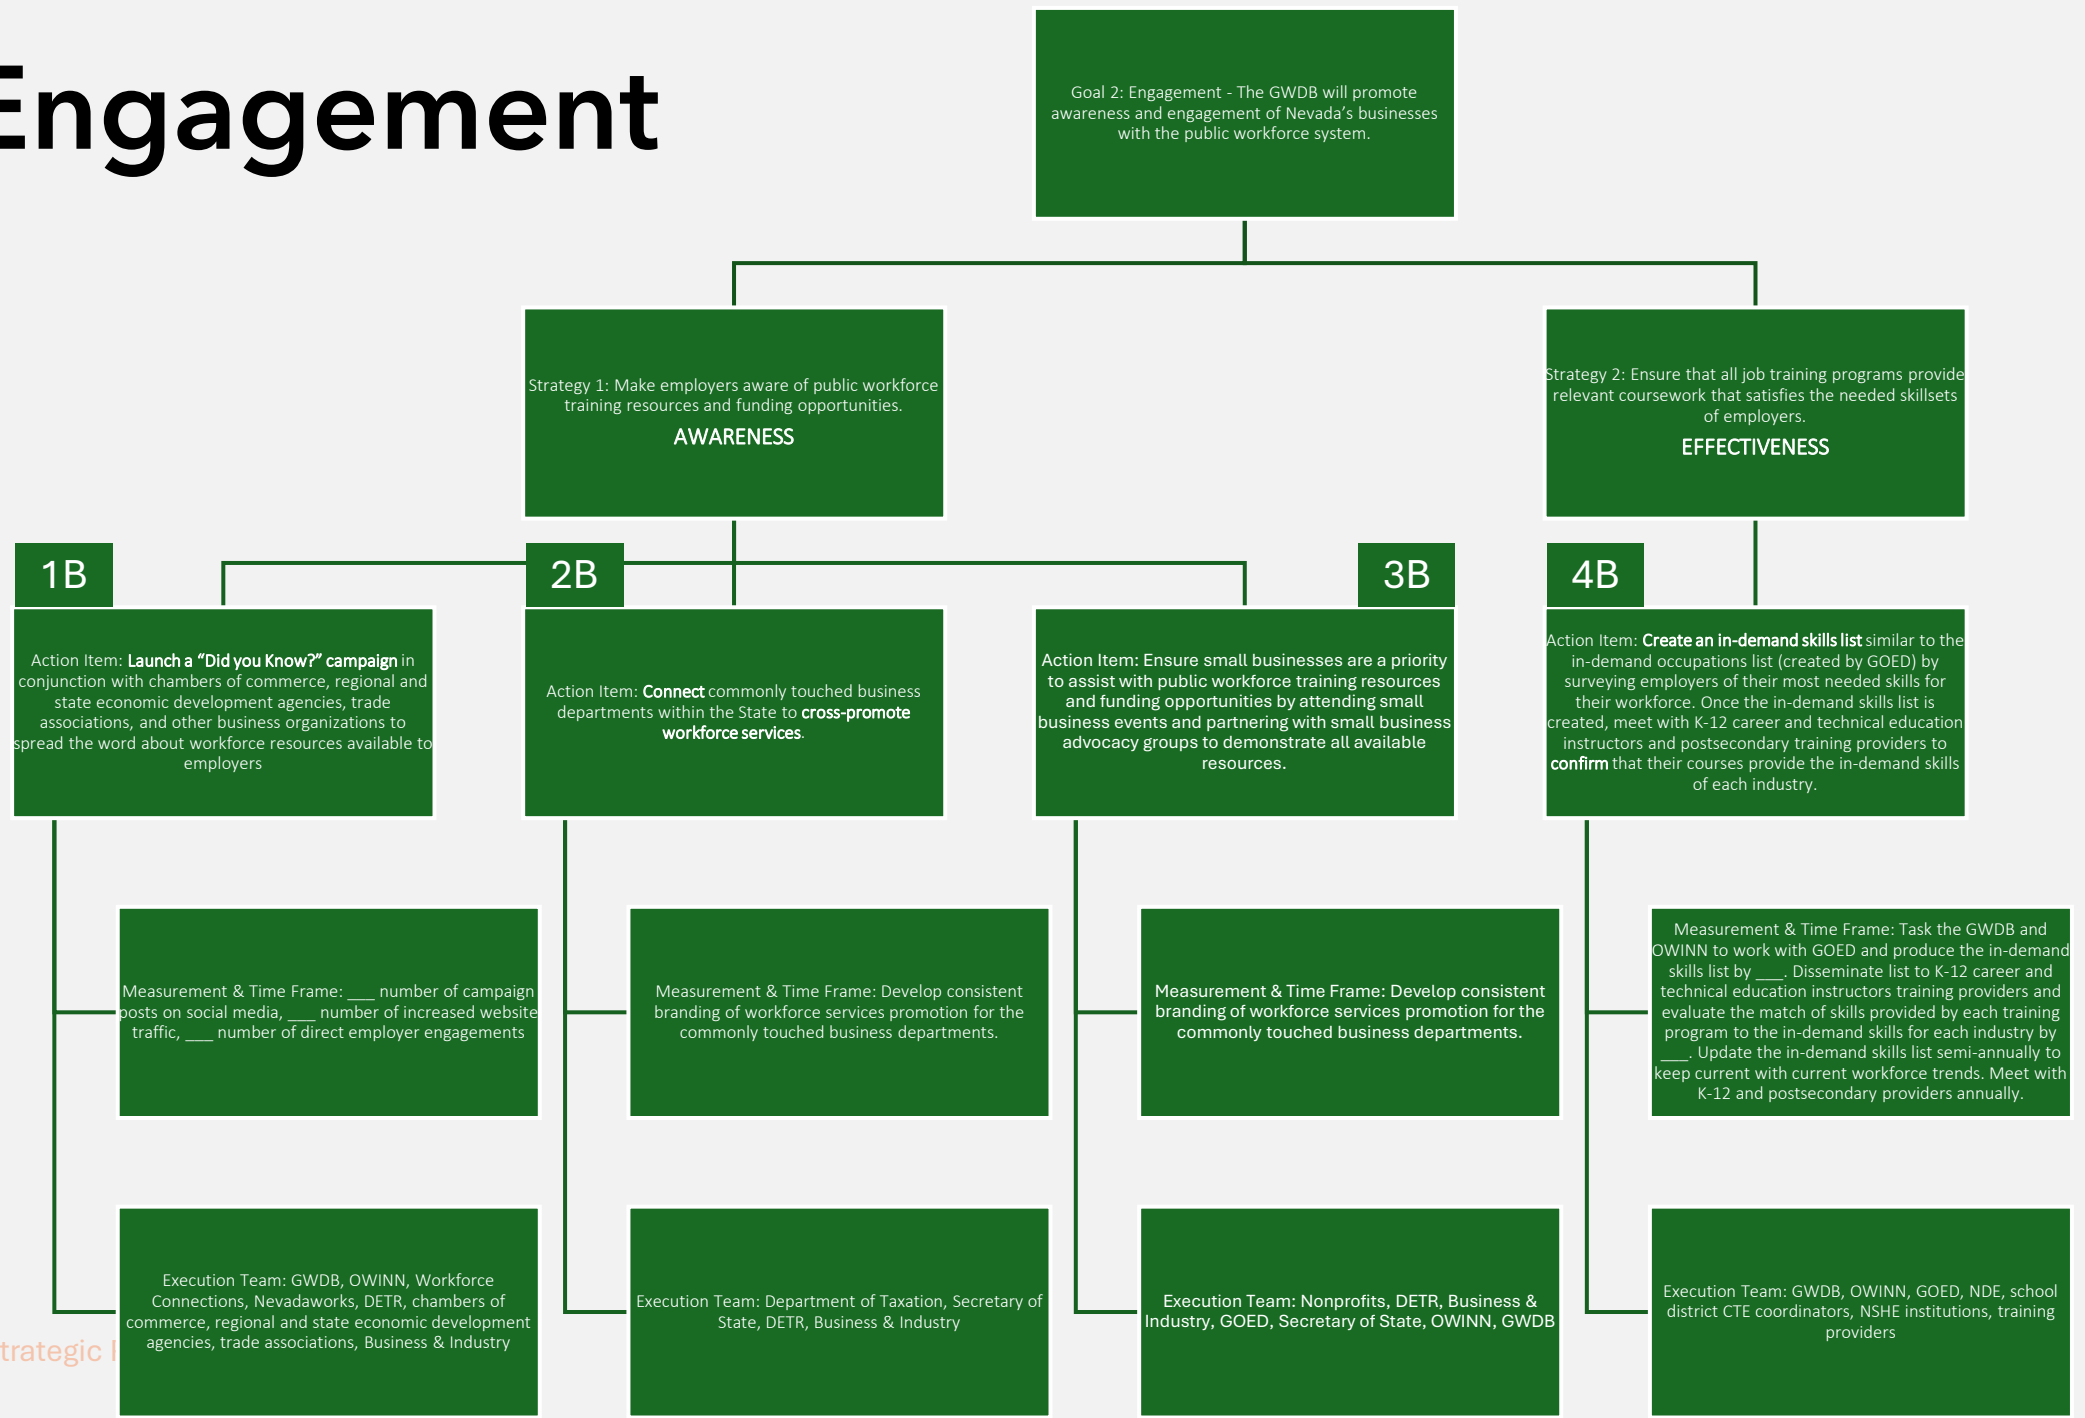 Engagement
Goal 2: Engagement - The GWDB will promote
awareness and engagement of Nevada’s businesses
with the public workforce system.
Strategy 1: Make employers aware of public workforce
training resources and funding opportunities.
AWARENESS
Strategy 2: Ensure that all job training programs provide
relevant coursework that satisfies the needed skillsets
of employers.
EFFECTIVENESS
1B
Action Item: Launch a “Did you Know?” campaign in
conjunction with chambers of commerce, regional and
state economic development agencies, trade
associations, and other business organizations to
spread the word about workforce resources available to
employers
Measurement & Time Frame: ___ number of campaign
posts on social media, ___ number of increased website
traffic, ___ number of direct employer engagements
Execution Team: GWDB, OWINN, Workforce
Connections, Nevadaworks, DETR, chambers of
commerce, regional and state economic development
agencies, trade associations, Business & Industry
2B
Action Item: Connect commonly touched business
departments within the State to cross-promote
workforce services.
Measurement & Time Frame: Develop consistent
branding of workforce services promotion for the
commonly touched business departments.
Execution Team: Department of Taxation, Secretary of
State, DETR, Business & Industry
3B
Action Item: Ensure small businesses are a priority
to assist with public workforce training resources
and funding opportunities by attending small
business events and partnering with small business
advocacy groups to demonstrate all available
resources.
Measurement & Time Frame: Develop consistent
branding of workforce services promotion for the
commonly touched business departments.
Execution Team: Nonprofits, DETR, Business &
Industry, GOED, Secretary of State, OWINN, GWDB
4B
Action Item: Create an in-demand skills list similar to the
in-demand occupations list (created by GOED) by
surveying employers of their most needed skills for
their workforce. Once the in-demand skills list is
created, meet with K-12 career and technical education
instructors and postsecondary training providers to
confirm that their courses provide the in-demand skills
of each industry.
Measurement & Time Frame: Task the GWDB and
OWINN to work with GOED and produce the in-demand
skills list by ___. Disseminate list to K-12 career and
technical education instructors training providers and
evaluate the match of skills provided by each training
program to the in-demand skills for each industry by
___. Update the in-demand skills list semi-annually to
keep current with current workforce trends. Meet with
K-12 and postsecondary providers annually.
Execution Team: GWDB, OWINN, GOED, NDE, school
district CTE coordinators, NSHE institutions, training
providers
trategic